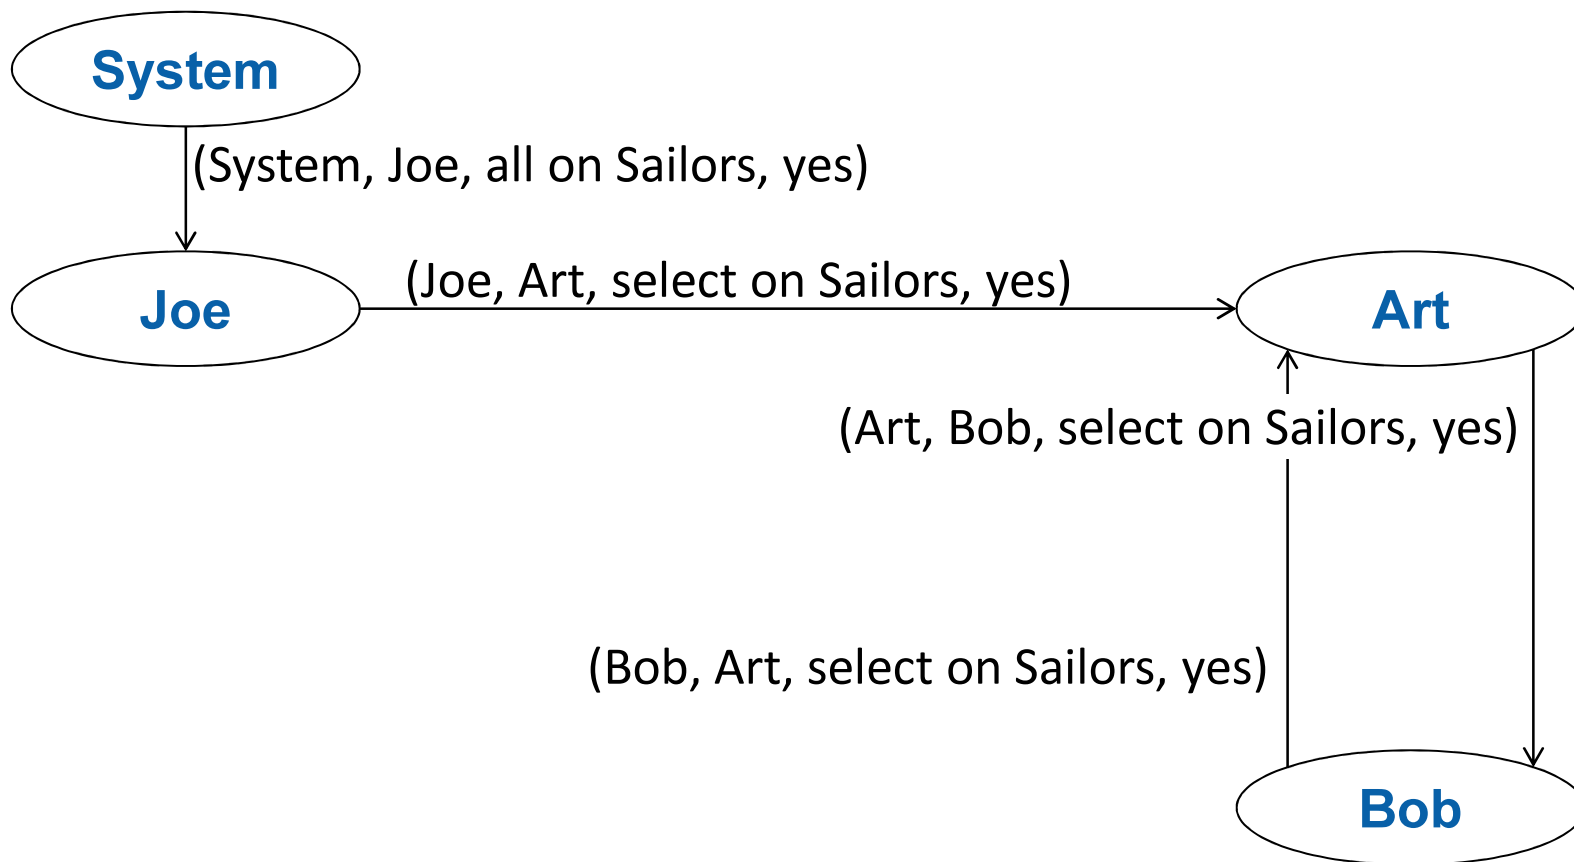 System
(System, Joe, all on Sailors, yes)
(Joe, Art, select on Sailors, yes)
Joe
Art
(Art, Bob, select on Sailors, yes)
(Bob, Art, select on Sailors, yes)
Bob